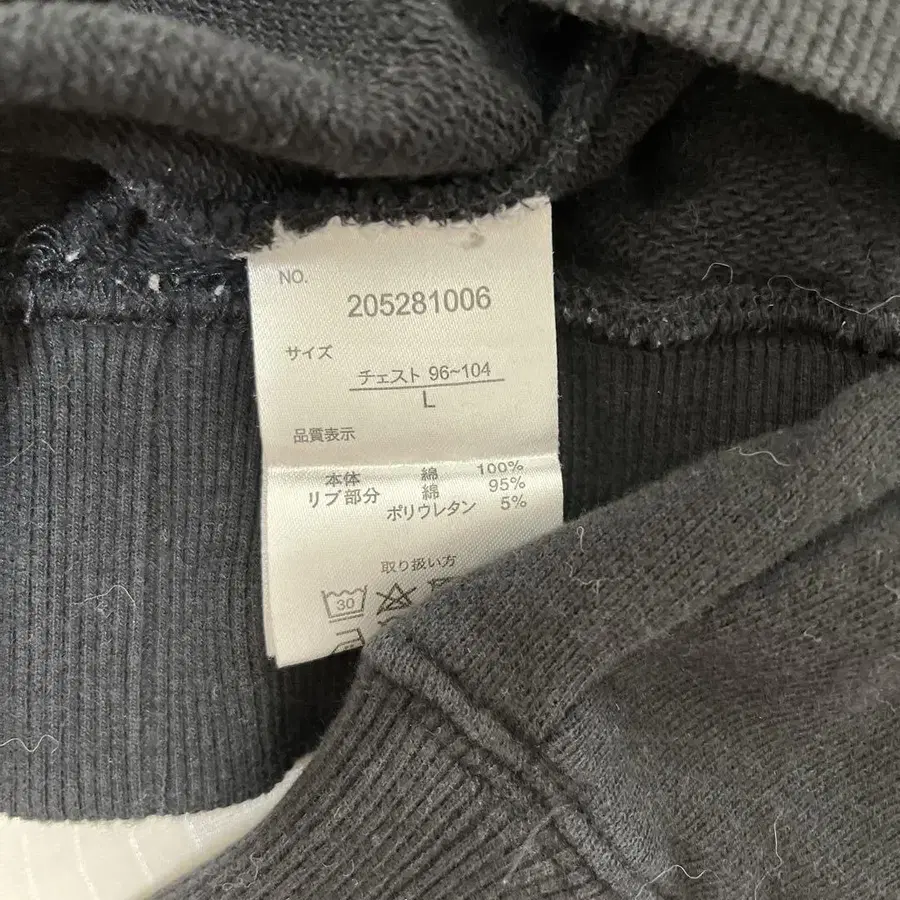 NO.
205281006
サイズ
チェスト 96~104
L
品質表示
本体 綿 100%
リブ部分 綿 95%
ポリウレタン 5%
取り扱い方
30